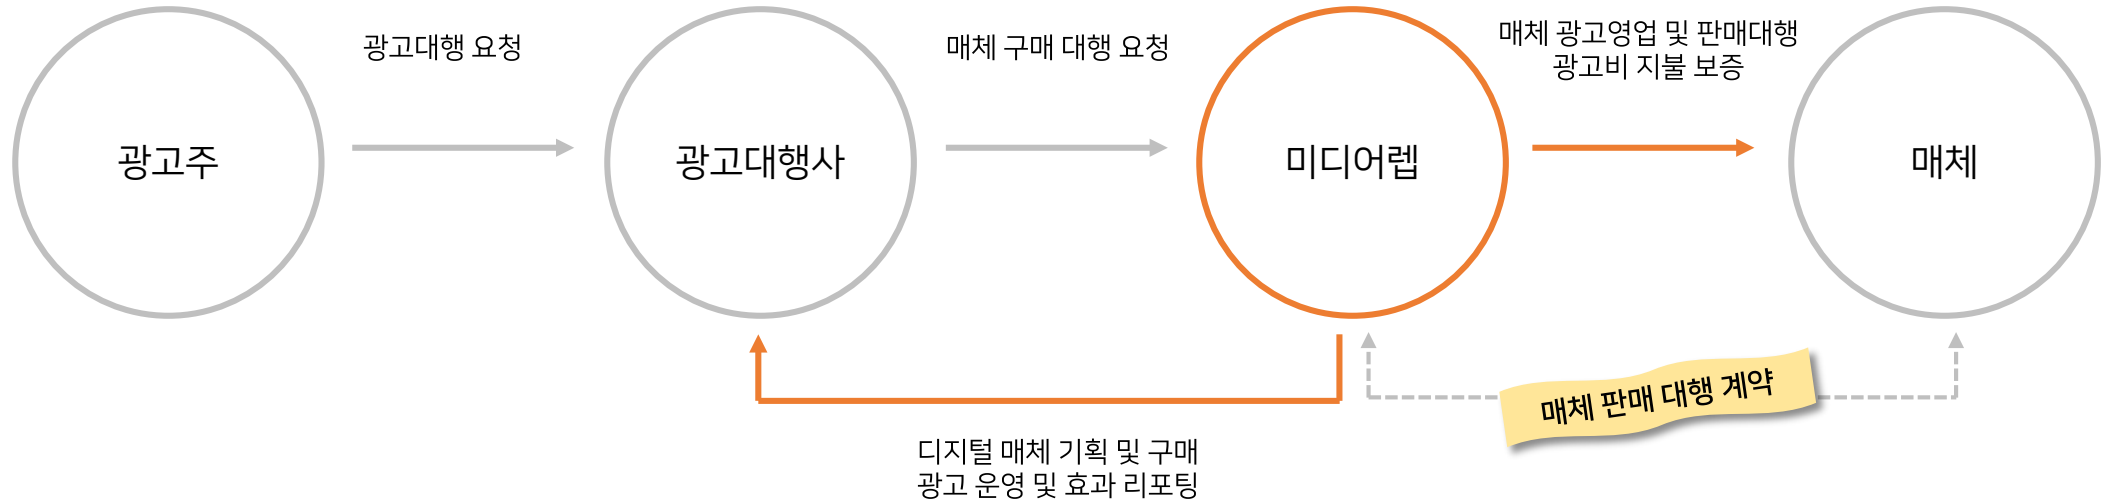 광고대행 요청
매체 구매 대행 요청
매체 광고영업 및 판매대행
광고비 지불 보증
광고주
광고대행사
미디어렙
매체
매체 판매 대행 계약
디지털 매체 기획 및 구매
광고 운영 및 효과 리포팅